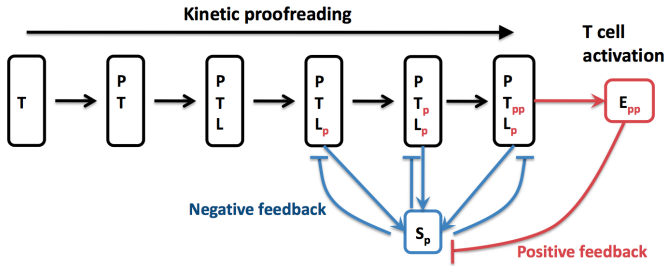 Kinetic proofreading
T cell
activation
T
P
T
P
T
L
P
T
Lp
P
Tp
Lp
P
Tpp
Lp
Epp
Negative feedback
Sp
Positive feedback